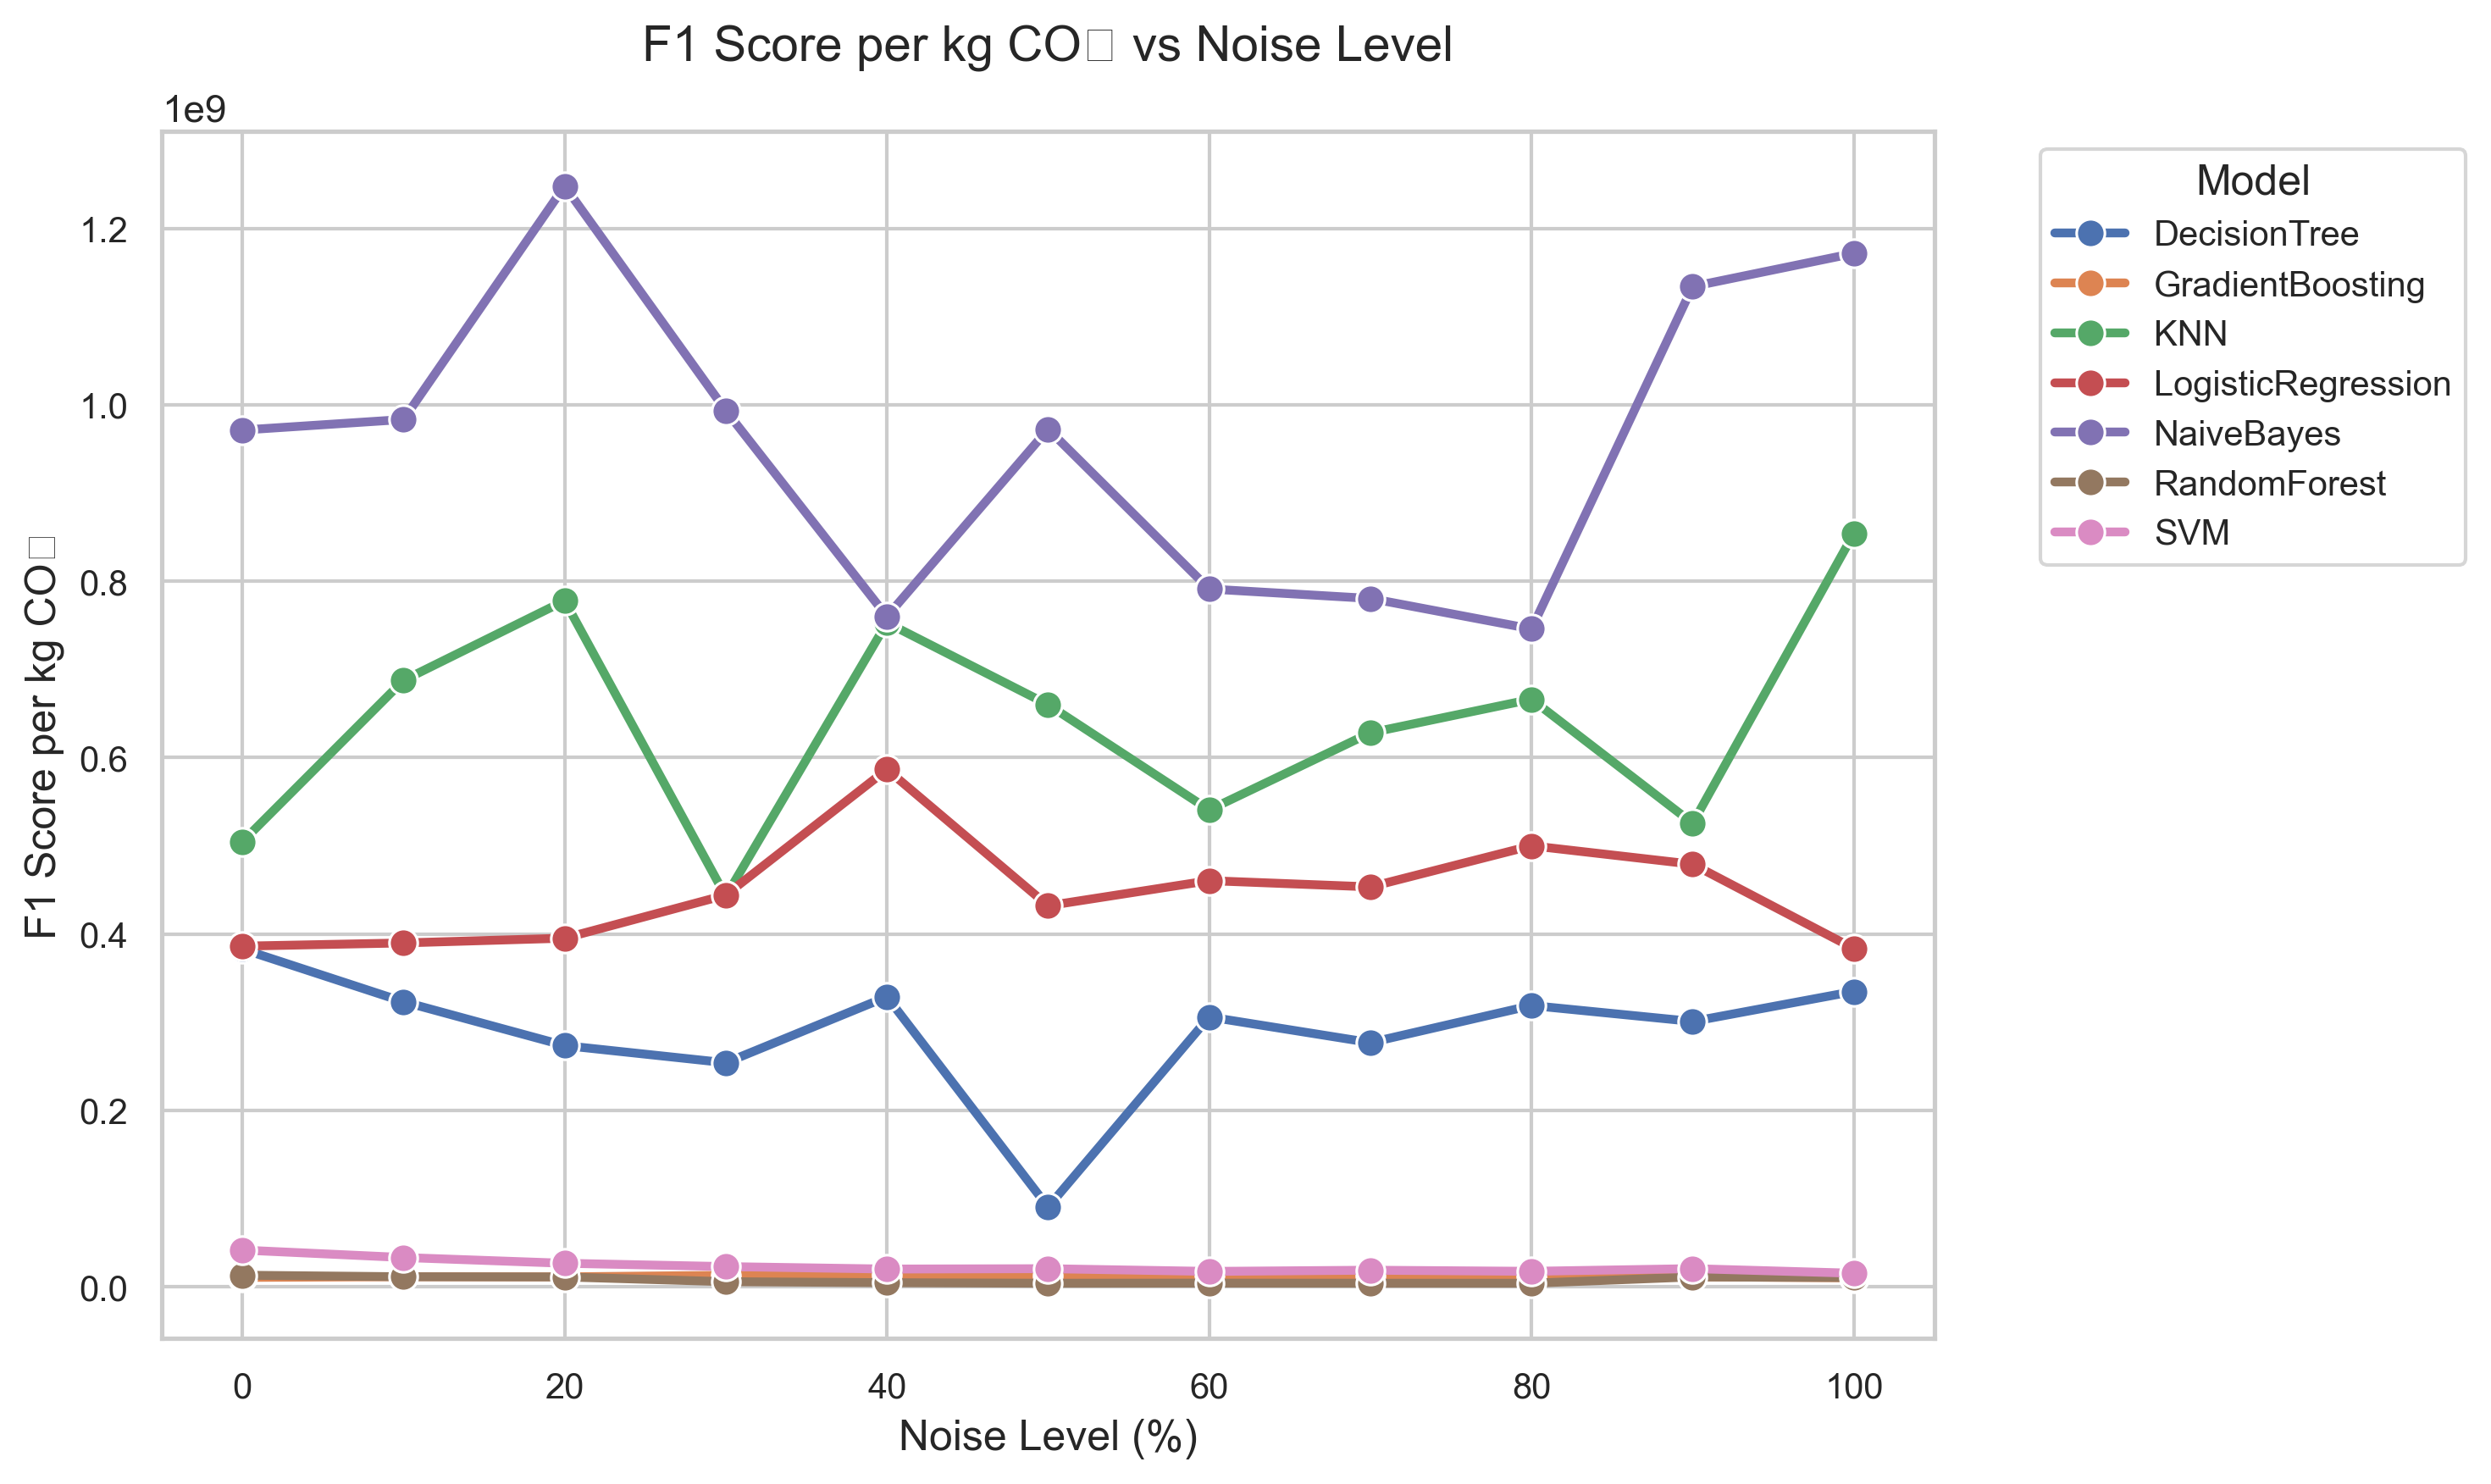 F1 Score per kg CO□ vs Noise Level
1e9
1.2
1.0
0.8
0.6
0.4
0.2
0.0
F1 Score per kg CO□
0 20 40 60 80 100
Noise Level (%)
Model
DecisionTree
GradientBoosting
KNN
LogisticRegression
NaiveBayes
RandomForest
SVM